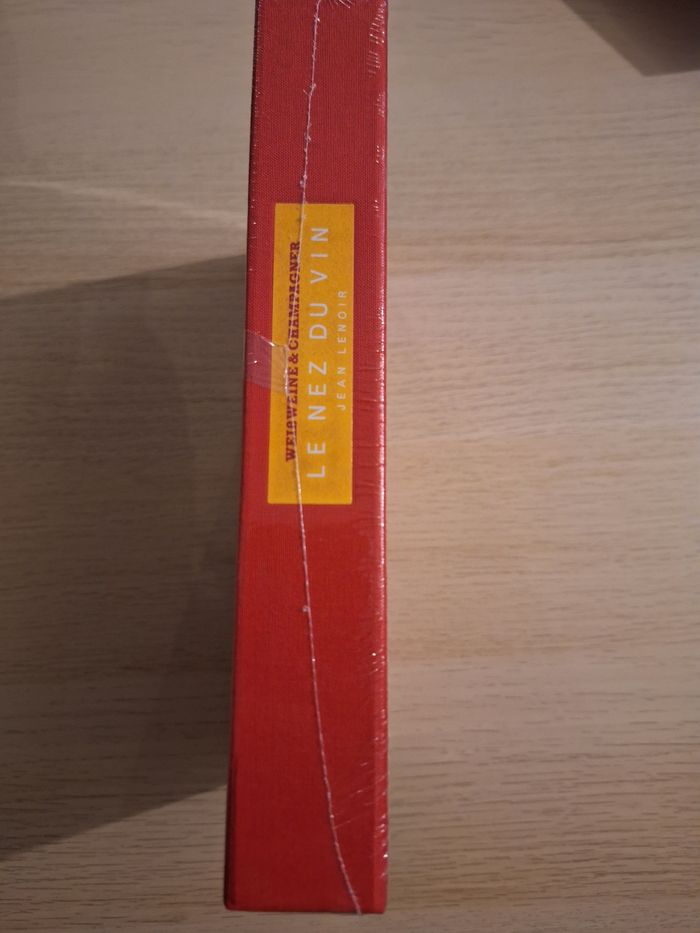 WEIßWEINE & CHAMPAGNER
LE NEZ DU VIN
JEAN LENOIR